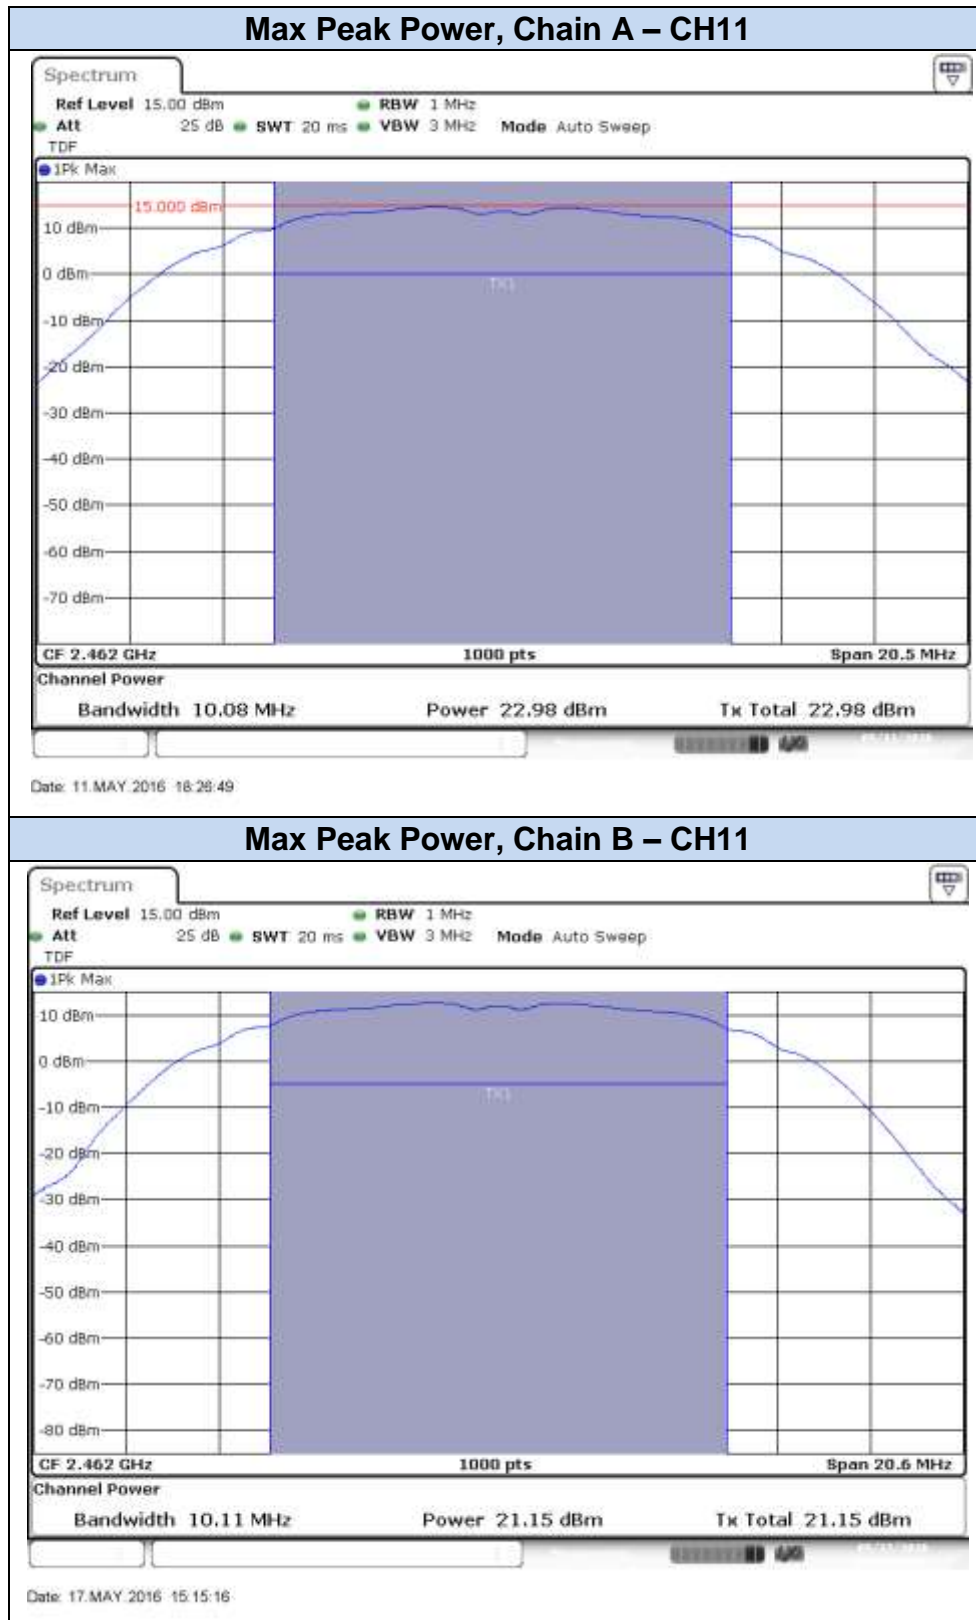 Max Peak Power, Chain A – CH11
Spectrum
Ref Level 15.00 dBm RBW 1 MHz
Att 25 dB SWT 20 ms VBW 3 MHz Mode Auto Sweep
TDF
1Pk Max
15.000 dBm
10 dBm
0 dBm
TX1
-10 dBm
-20 dBm
-30 dBm
-40 dBm
-50 dBm
-60 dBm
-70 dBm
CF 2.462 GHz 1000 pts Span 20.5 MHz
Channel Power
Bandwidth 10.08 MHz Power 22.98 dBm Tx Total 22.98 dBm
Date: 11.MAY.2016 18:26:49
Max Peak Power, Chain B – CH11
Spectrum
Ref Level 15.00 dBm RBW 1 MHz
Att 25 dB SWT 20 ms VBW 3 MHz Mode Auto Sweep
TDF
1Pk Max
10 dBm
0 dBm
TX1
-10 dBm
-20 dBm
-30 dBm
-40 dBm
-50 dBm
-60 dBm
-70 dBm
-80 dBm
CF 2.462 GHz 1000 pts Span 20.6 MHz
Channel Power
Bandwidth 10.11 MHz Power 21.15 dBm Tx Total 21.15 dBm
Date: 17.MAY.2016 15:15:16